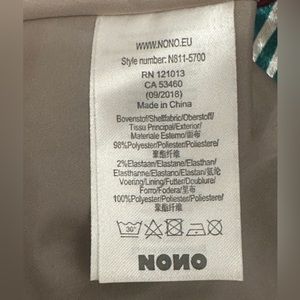 WWW.NONO.EU
Style number: N811-5700
RN 121013
CA 53460
(09/2018)
Made in China
Bovenstof/Shellfabric/Oberstoff/
Tissu Principal/Exterior/
Materiale Esterno/面布
98%Polyester/Poliester/Poliestere/
聚酯纤维
2%Elastaan/Elastane/Elasthan/
Elasthanne/Elastano/Elastan/氨纶
Voering/Lining/Futter/Doublure/
Forro/Fodera/里布
100%Polyester/Poliester/Poliestere/
聚酯纤维
30°
NONO